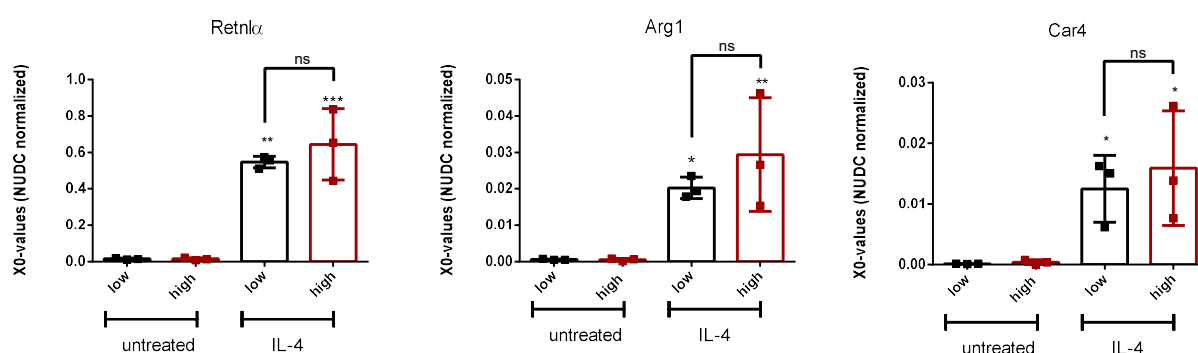 Retnlα
X0-values (NUDC normalized)
1.0
0.8
0.6
0.4
0.2
0.0
ns
**
***
low
high
low
high
untreated
IL-4
Arg1
X0-values (NUDC normalized)
0.05
0.04
0.03
0.02
0.01
0.00
ns
*
**
low
high
low
high
untreated
IL-4
Car4
X0-values (NUDC normalized)
0.03
0.02
0.01
0.00
ns
*
*
low
high
low
high
untreated
IL-4